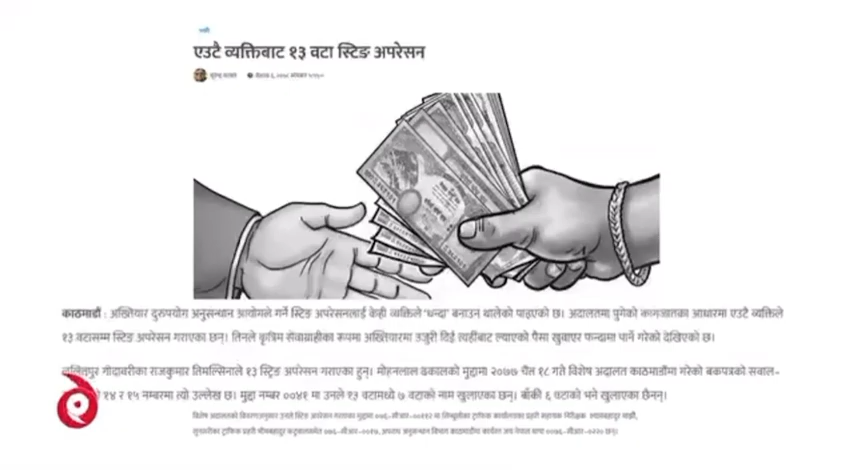 एउटै व्यक्तिबाट १३ वटा स्टिङ अपरेसन
काठमाडौं : अख्तियार दुरुपयोग अनुसन्धान आयोगले गर्ने स्टिङ अपरेसनलाई केही व्यक्तिले 'धन्दा' बनाउन थालेको पाइएको छ। अदालतमा पुगेको कागजातका आधारमा एउटै व्यक्तिले
१३ वटासम्म स्टिङ अपरेसन गराएका छन्। तिनले कृत्रिम सेवाग्राहीका रूपमा अख्तियारमा उजुरी दिई त्यहींबाट ल्याएको पैसा खुवाएर फन्दामा पार्ने गरेको देखिएको छ।
ललितपुर गोदावरीका राजकुमार तिमल्सिनाले १३ स्ट्रिङ अपरेसन गराएका हुन्। मोहनलाल ढकालको मुद्दामा २०७७ चैत १८ गते विशेष अदालत काठमाडौंमा गरेको बकपत्रको सवाल-
१४ र १५ नम्बरमा त्यो उल्लेख छ। मुद्दा नम्बर ००४१ मा उनले १३ वटामध्ये ७ वटाको नाम खुलाएका छन्। बाँकी ६ वटाको भने खुलाएका छैनन्।